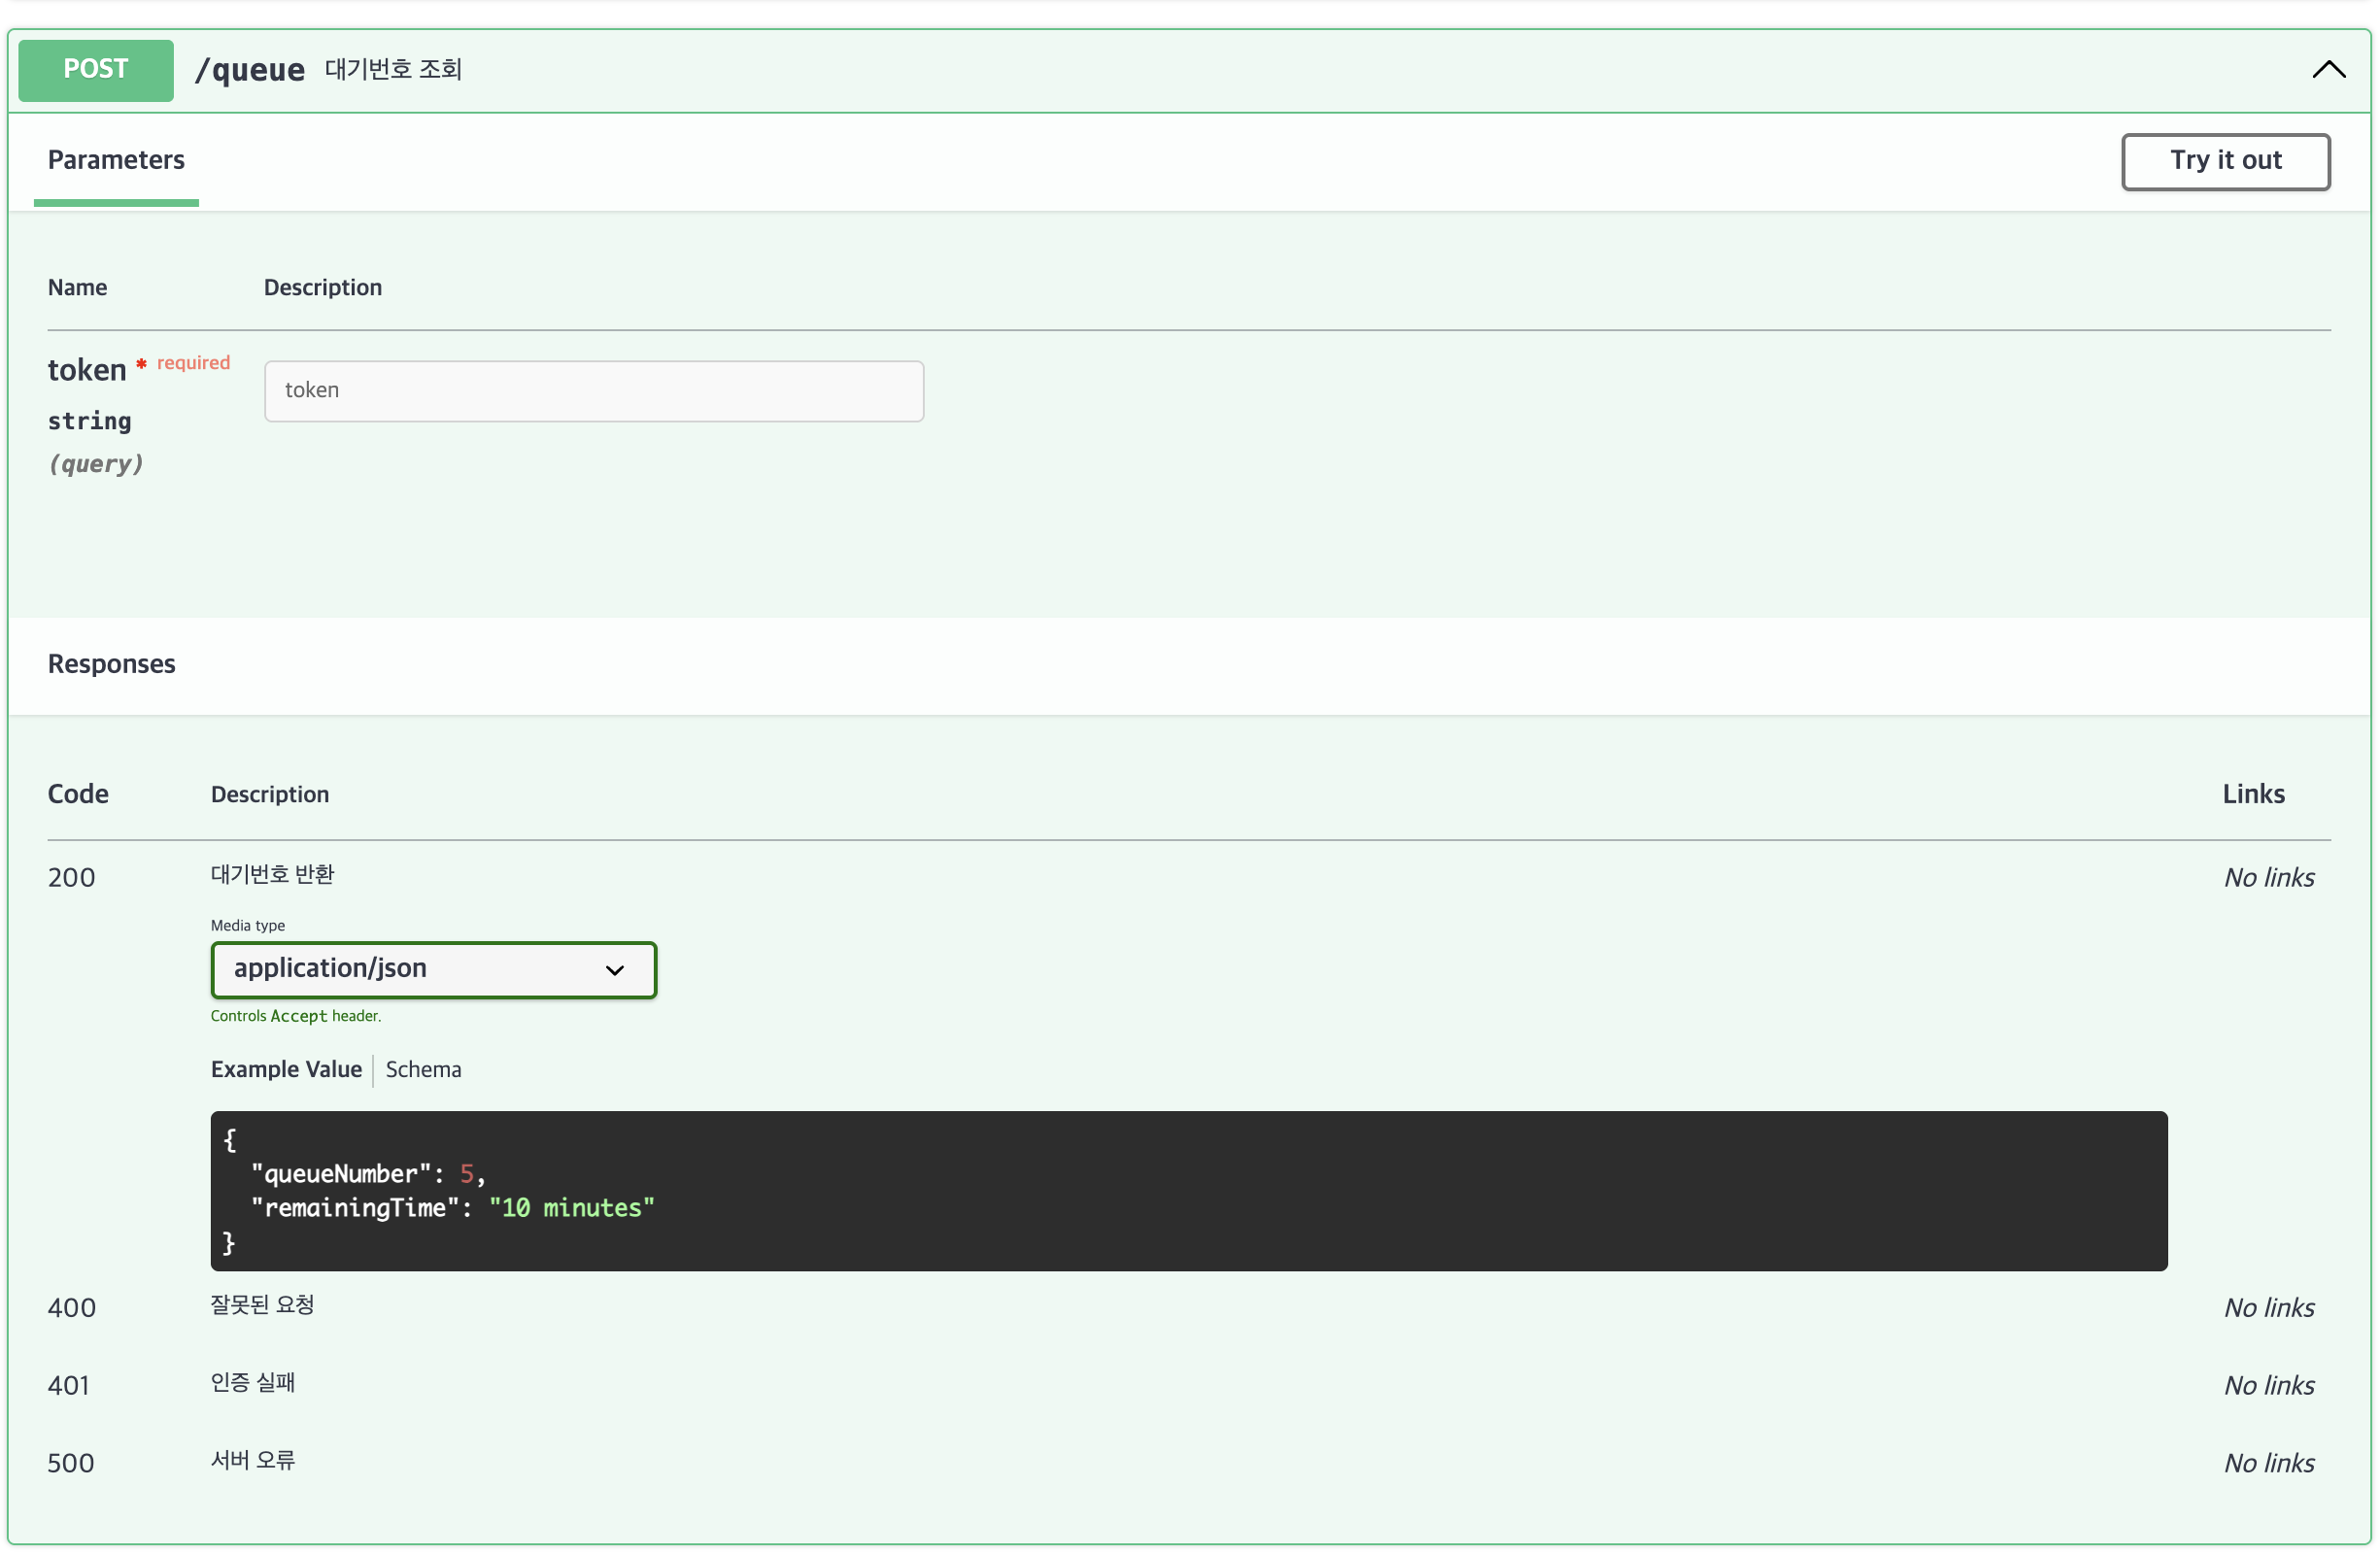 POST /queue 대기번호 조회
Parameters
Try it out
Name Description
token * required
string
(query)
token
Responses
Code Description Links
200 대기번호 반환 No links
Media type
application/json
Controls Accept header.
Example Value Schema
{
  "queueNumber": 5,
  "remainingTime": "10 minutes"
}
400 잘못된 요청 No links
401 인증 실패 No links
500 서버 오류 No links